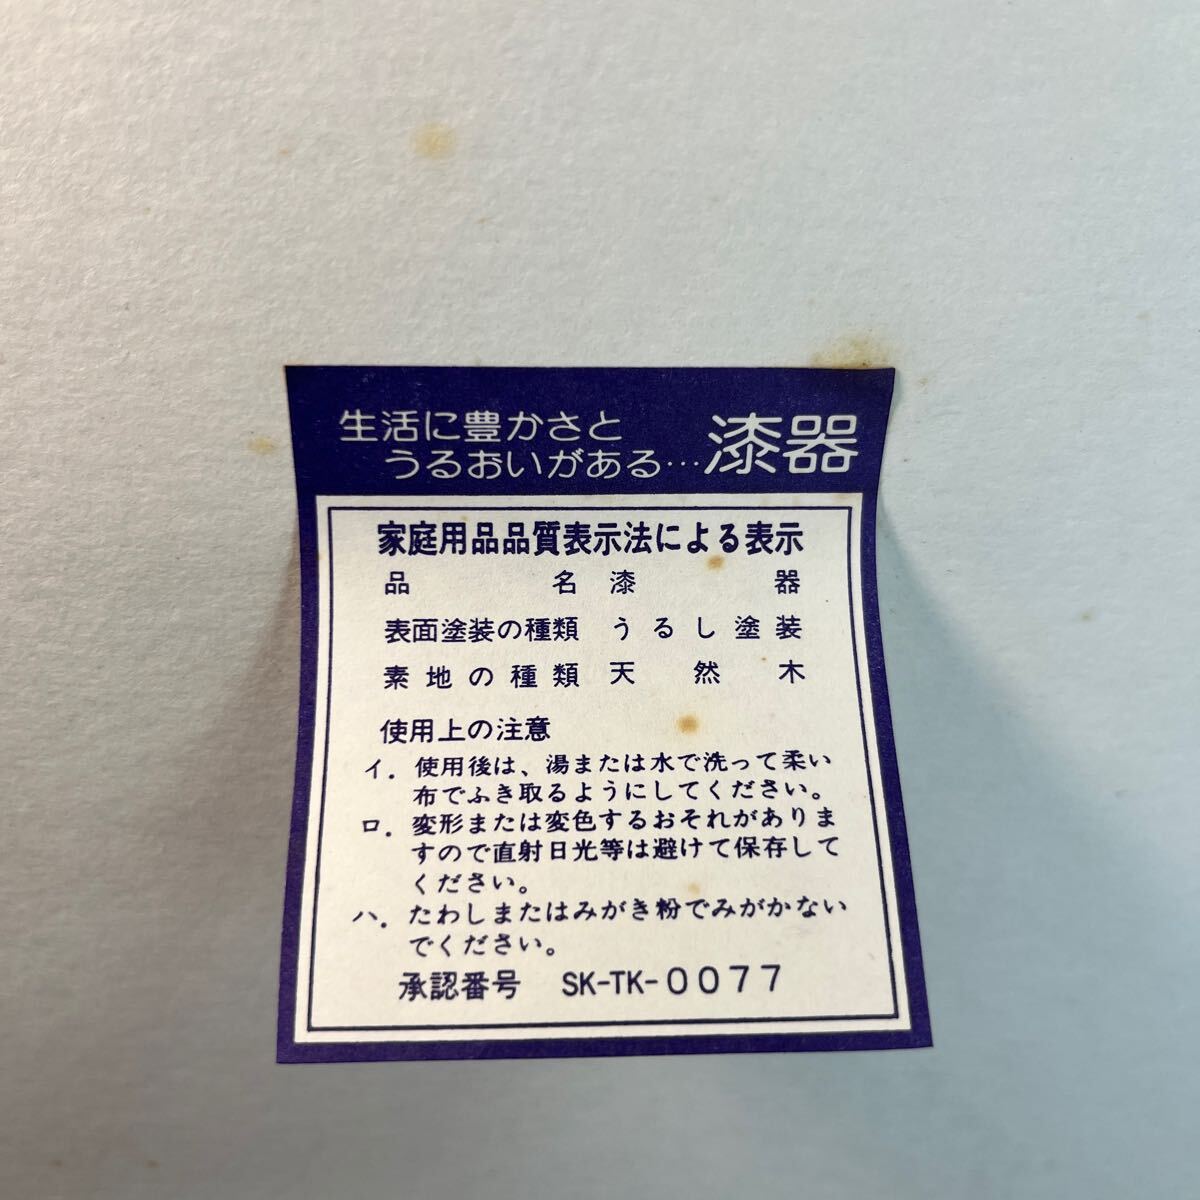 生活に豊かさと
うるおいがある…漆器
家庭用品品質表示法による表示
品名 漆器
表面塗装の種類 うるし塗装
素地の種類 天然木
使用上の注意
イ. 使用後は、湯または水で洗って柔い
布でふき取るようにしてください。
ロ. 変形または変色するおそれがありま
すので直射日光等は避けて保存して
ください。
ハ. たわしまたはみがき粉でみがかない
でください。
承認番号 SK-TK-0077